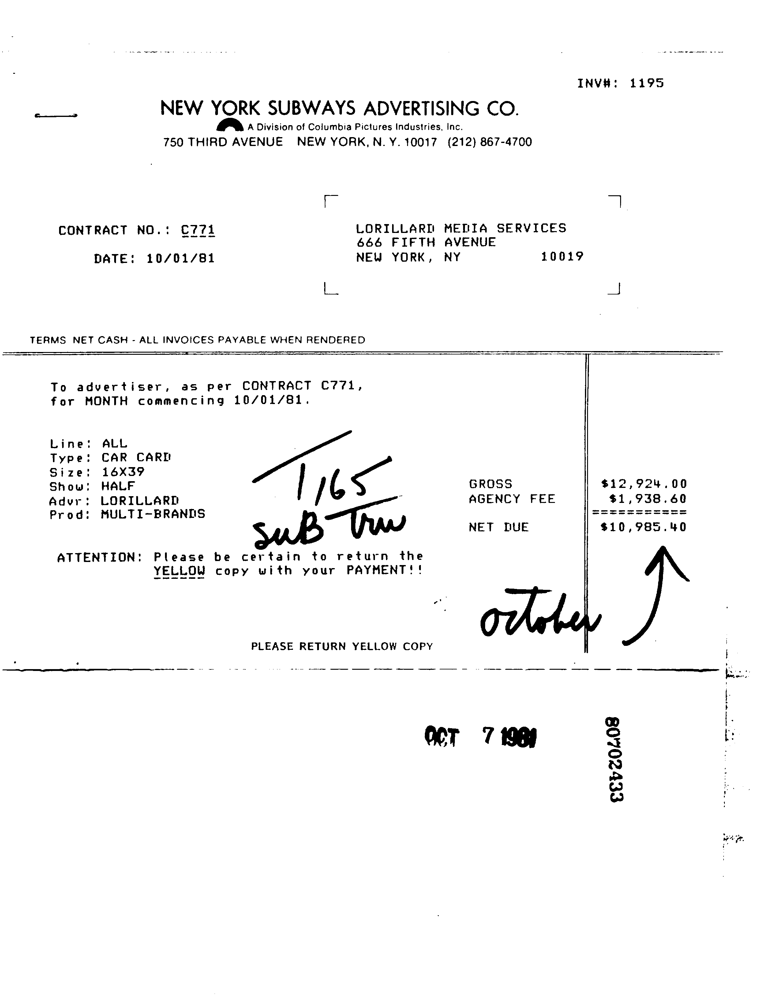 INV#: 1195
NEW YORK SUBWAYS ADVERTISING CO.
A Division of Columbia Pictures Industries, Inc.
750 THIRD AVENUE NEW YORK, N. Y. 10017 (212) 867-4700
CONTRACT NO.: C771
DATE: 10/01/81
LORILLARD MEDIA SERVICES
666 FIFTH AVENUE
NEW YORK, NY 10019
TERMS NET CASH - ALL INVOICES PAYABLE WHEN RENDERED
To advertiser, as per CONTRACT C771,
for MONTH commencing 10/01/81.
Line: ALL
Type: CAR CARD
Size: 16X39
Show: HALF
Advr: LORILLARD
Prod: MULTI-BRANDS
1165
SUB
GROSS $12,924.00
AGENCY FEE $1,938.60
===========
NET DUE $10,985.40
ATTENTION: Please be certain to return the
YELLOW copy with your PAYMENT!!
october
PLEASE RETURN YELLOW COPY
OCT 7 1981
80702433